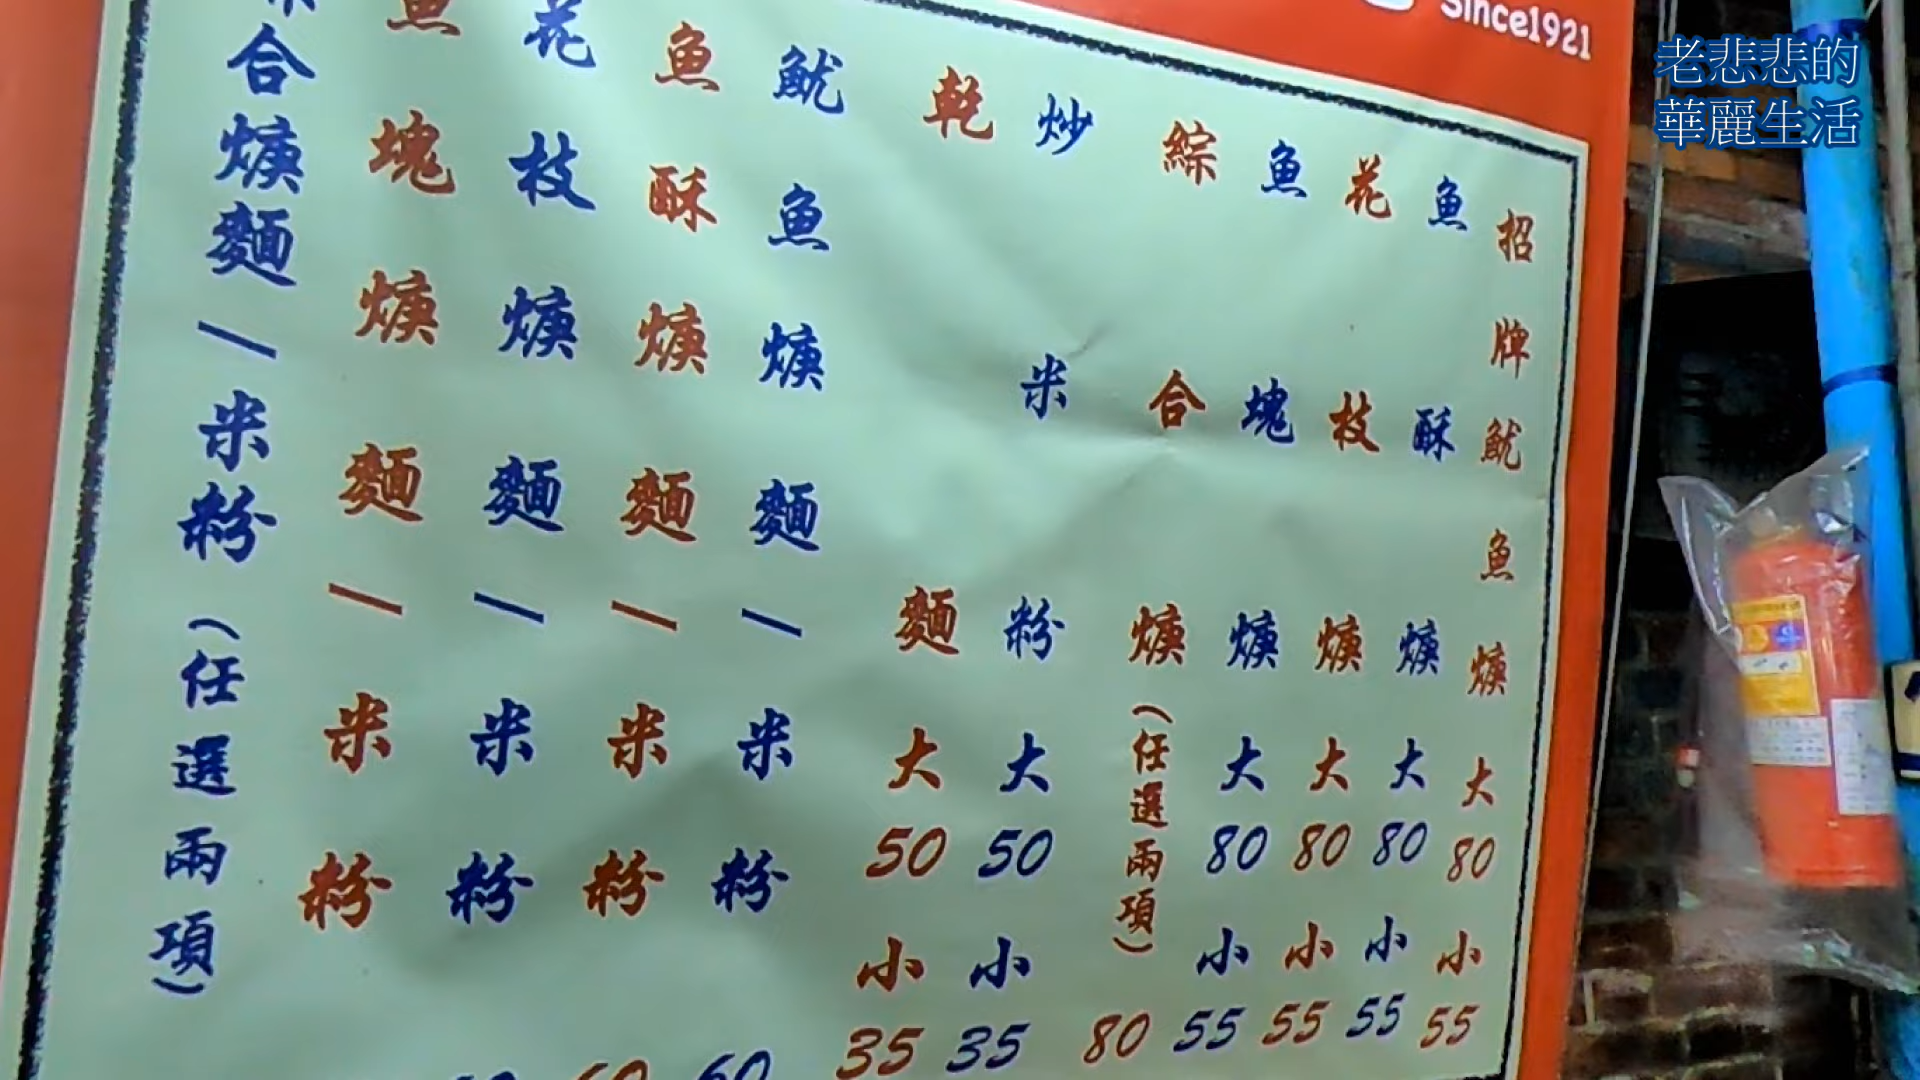 Since1921
老悲悲的
華麗生活
招牌魷魚焿大80小55
魚酥焿大80小55
花枝焿大80小55
魚塊焿大80小55
綜合焿(任選兩項)80
炒米粉大50小35
乾麵大50小35
魷魚焿麵|米粉60
魚酥焿麵|米粉60
花枝焿麵|米粉
魚塊焿麵|米粉
合焿麵|米粉(任選兩項)